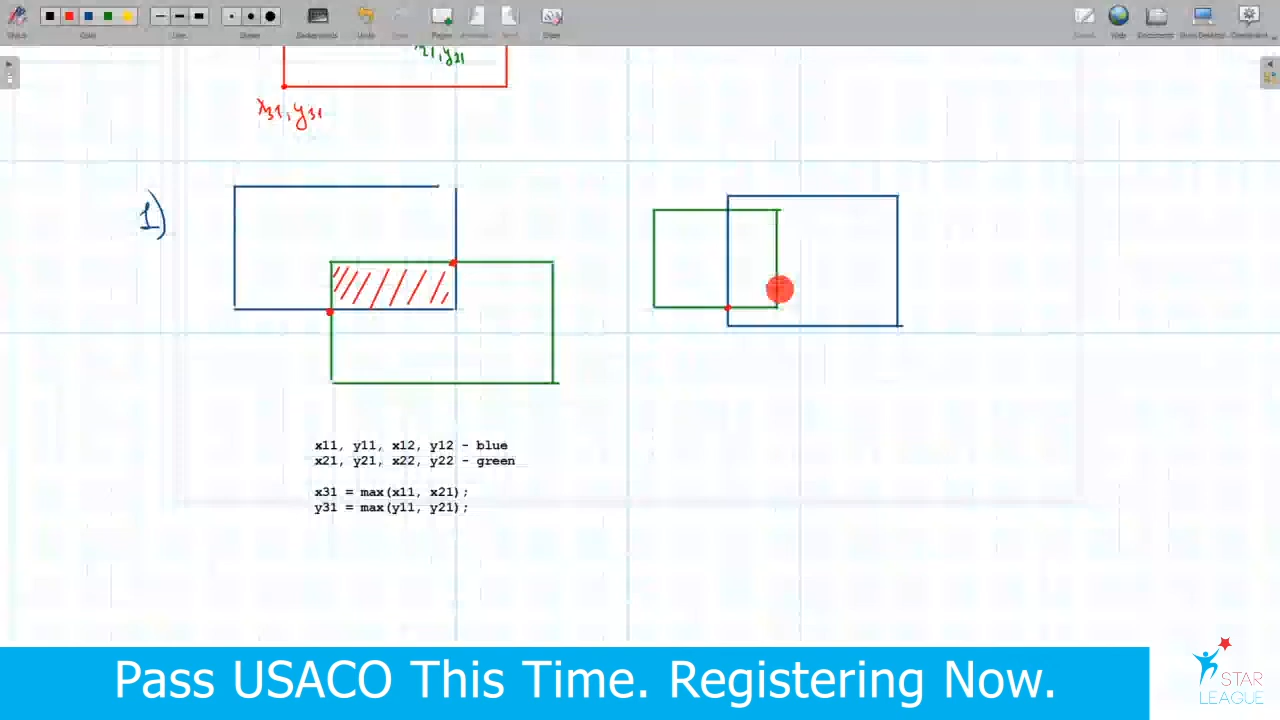 x21,y21
x31,y31
1)
x11, y11, x12, y12 - blue
x21, y21, x22, y22 - green
x31 = max(x11, x21);
y31 = max(y11, y21);
Pass USACO This Time. Registering Now.
STAR
LEAGUE